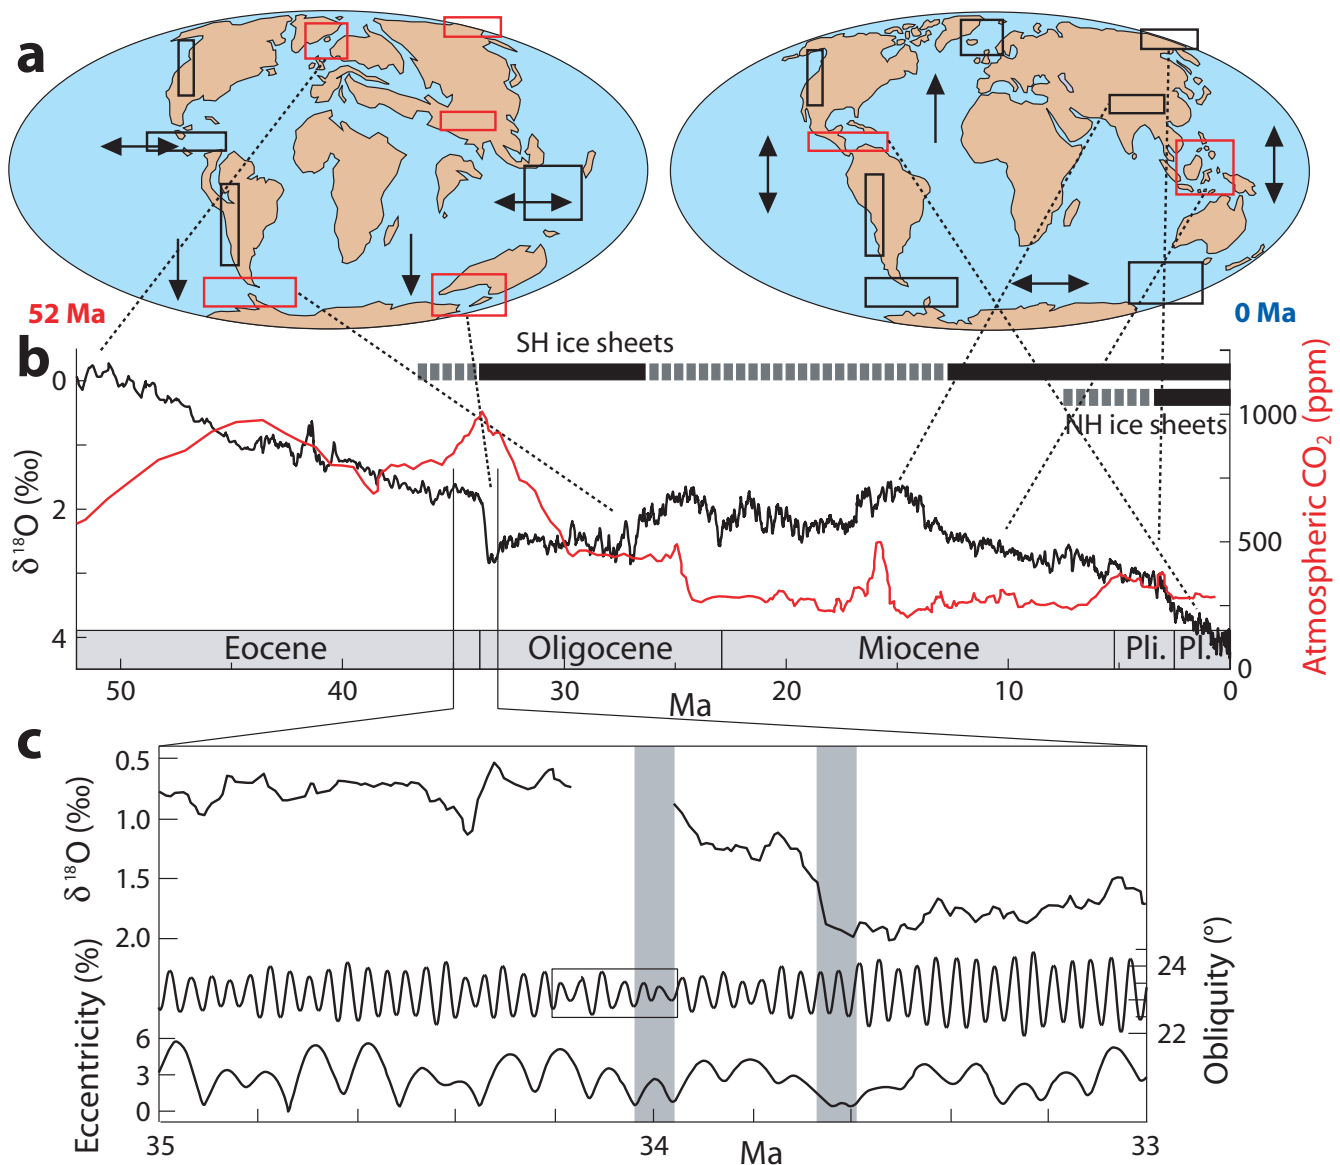 a
52 Ma
0 Ma
b
SH ice sheets
NH ice sheets
0
2
4
δ 18O (‰)
1000
500
0
Atmospheric CO2 (ppm)
Eocene
Oligocene
Miocene
Pli.
Pl.
50
40
30
20
10
0
Ma
c
0.5
1.0
1.5
2.0
δ 18O (‰)
24
22
Obliquity (°)
6
3
0
Eccentricity (%)
35
34
33
Ma